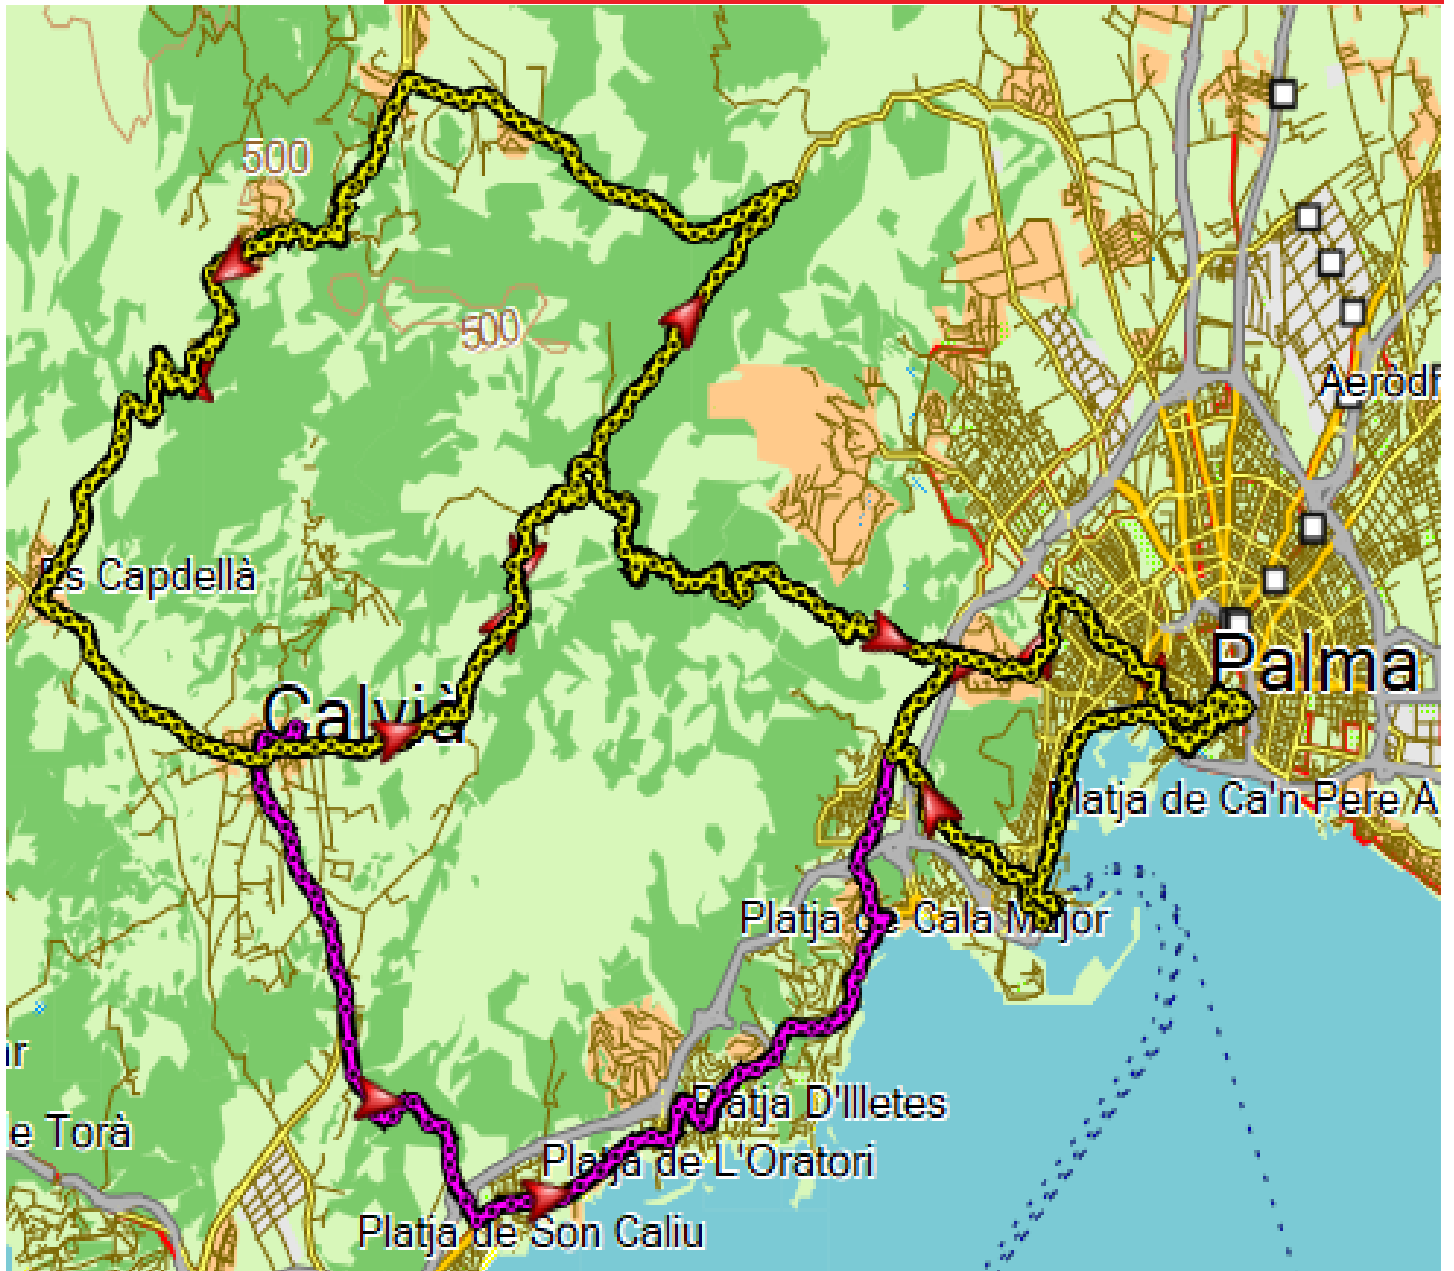 500
500
Aeròdr
Es Capdellà
Palma
Calvià
Platja de Ca'n Pere A
Platja de Cala Major
ar
Platja D'Illetes
e Torà
Platja de L'Oratori
Platja de Son Caliu